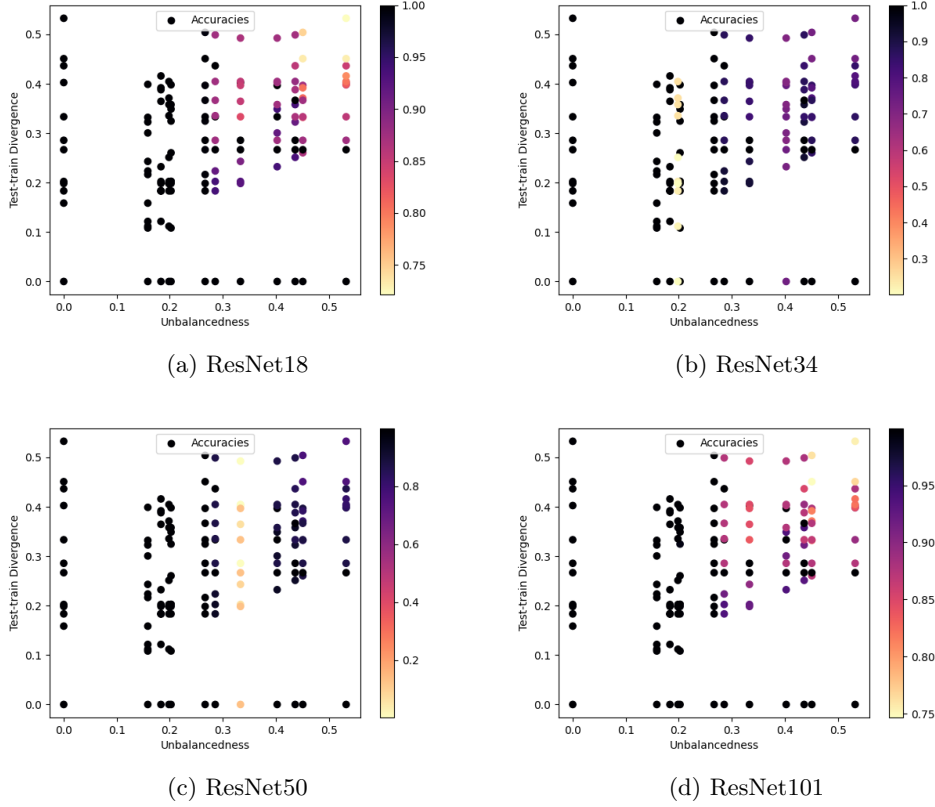 Accuracies
Test-train Divergence
0.5
0.4
0.3
0.2
0.1
0.0
0.0 0.1 0.2 0.3 0.4 0.5
Unbalancedness
1.00
0.95
0.90
0.85
0.80
0.75
(a) ResNet18
Accuracies
Test-train Divergence
0.5
0.4
0.3
0.2
0.1
0.0
0.0 0.1 0.2 0.3 0.4 0.5
Unbalancedness
1.0
0.9
0.8
0.7
0.6
0.5
0.4
0.3
(b) ResNet34
Accuracies
Test-train Divergence
0.5
0.4
0.3
0.2
0.1
0.0
0.0 0.1 0.2 0.3 0.4 0.5
Unbalancedness
0.8
0.6
0.4
0.2
(c) ResNet50
Accuracies
Test-train Divergence
0.5
0.4
0.3
0.2
0.1
0.0
0.0 0.1 0.2 0.3 0.4 0.5
Unbalancedness
0.95
0.90
0.85
0.80
0.75
(d) ResNet101